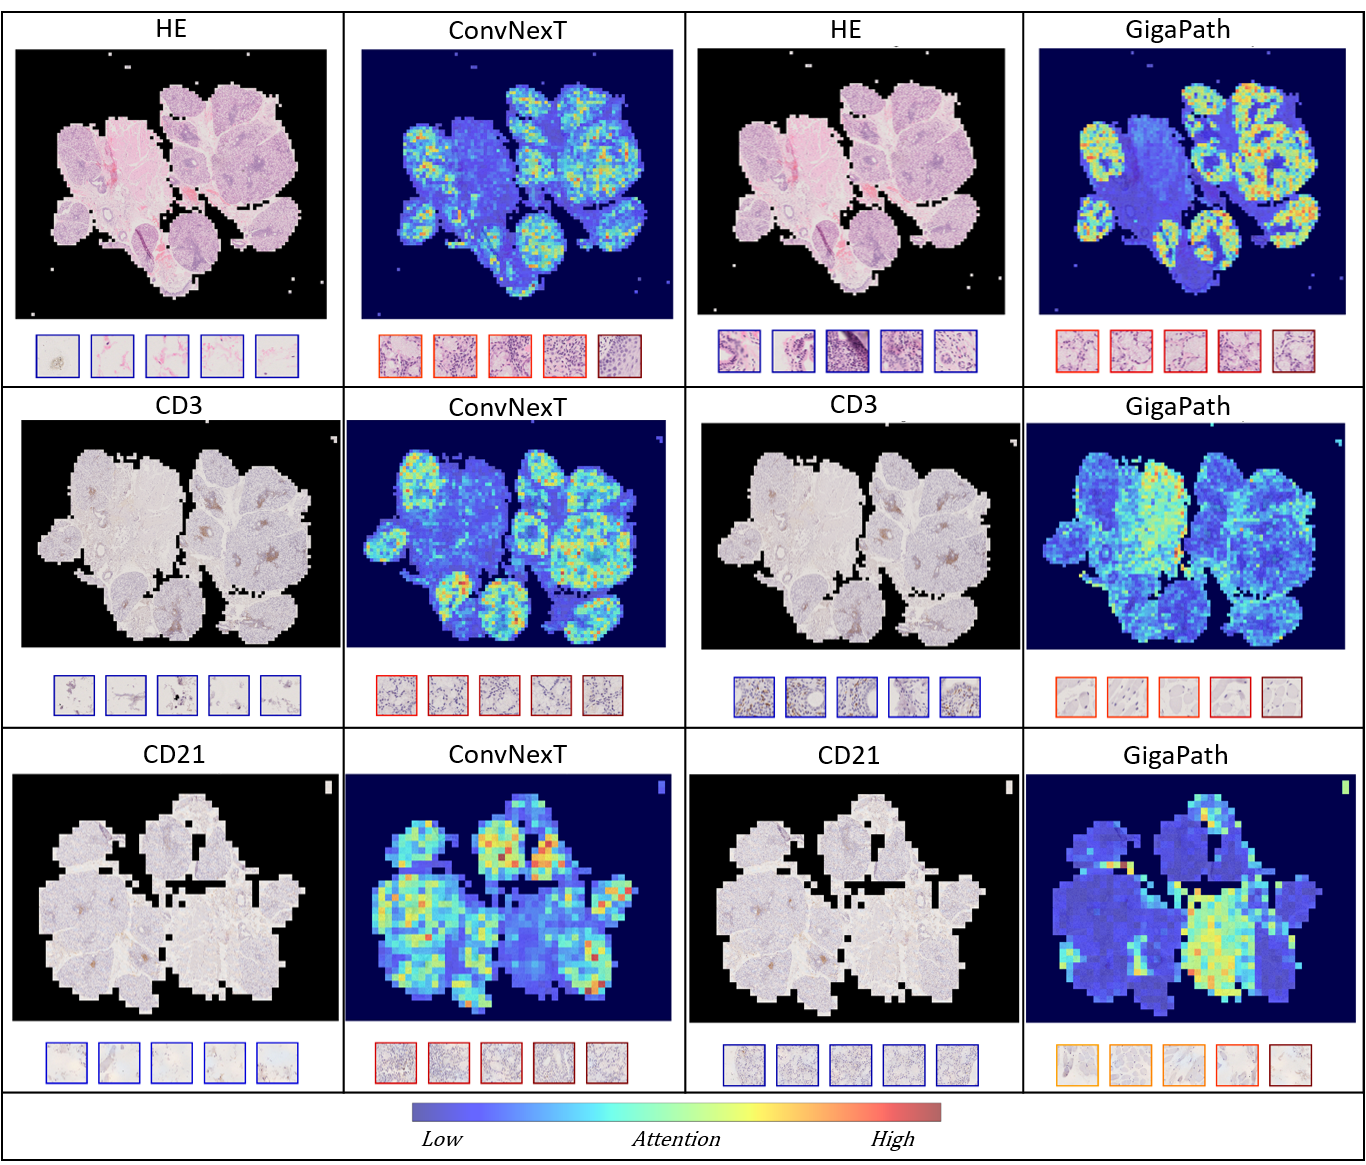 HE
ConvNexT
HE
GigaPath
CD3
ConvNexT
CD3
GigaPath
CD21
ConvNexT
CD21
GigaPath
Low
Attention
High